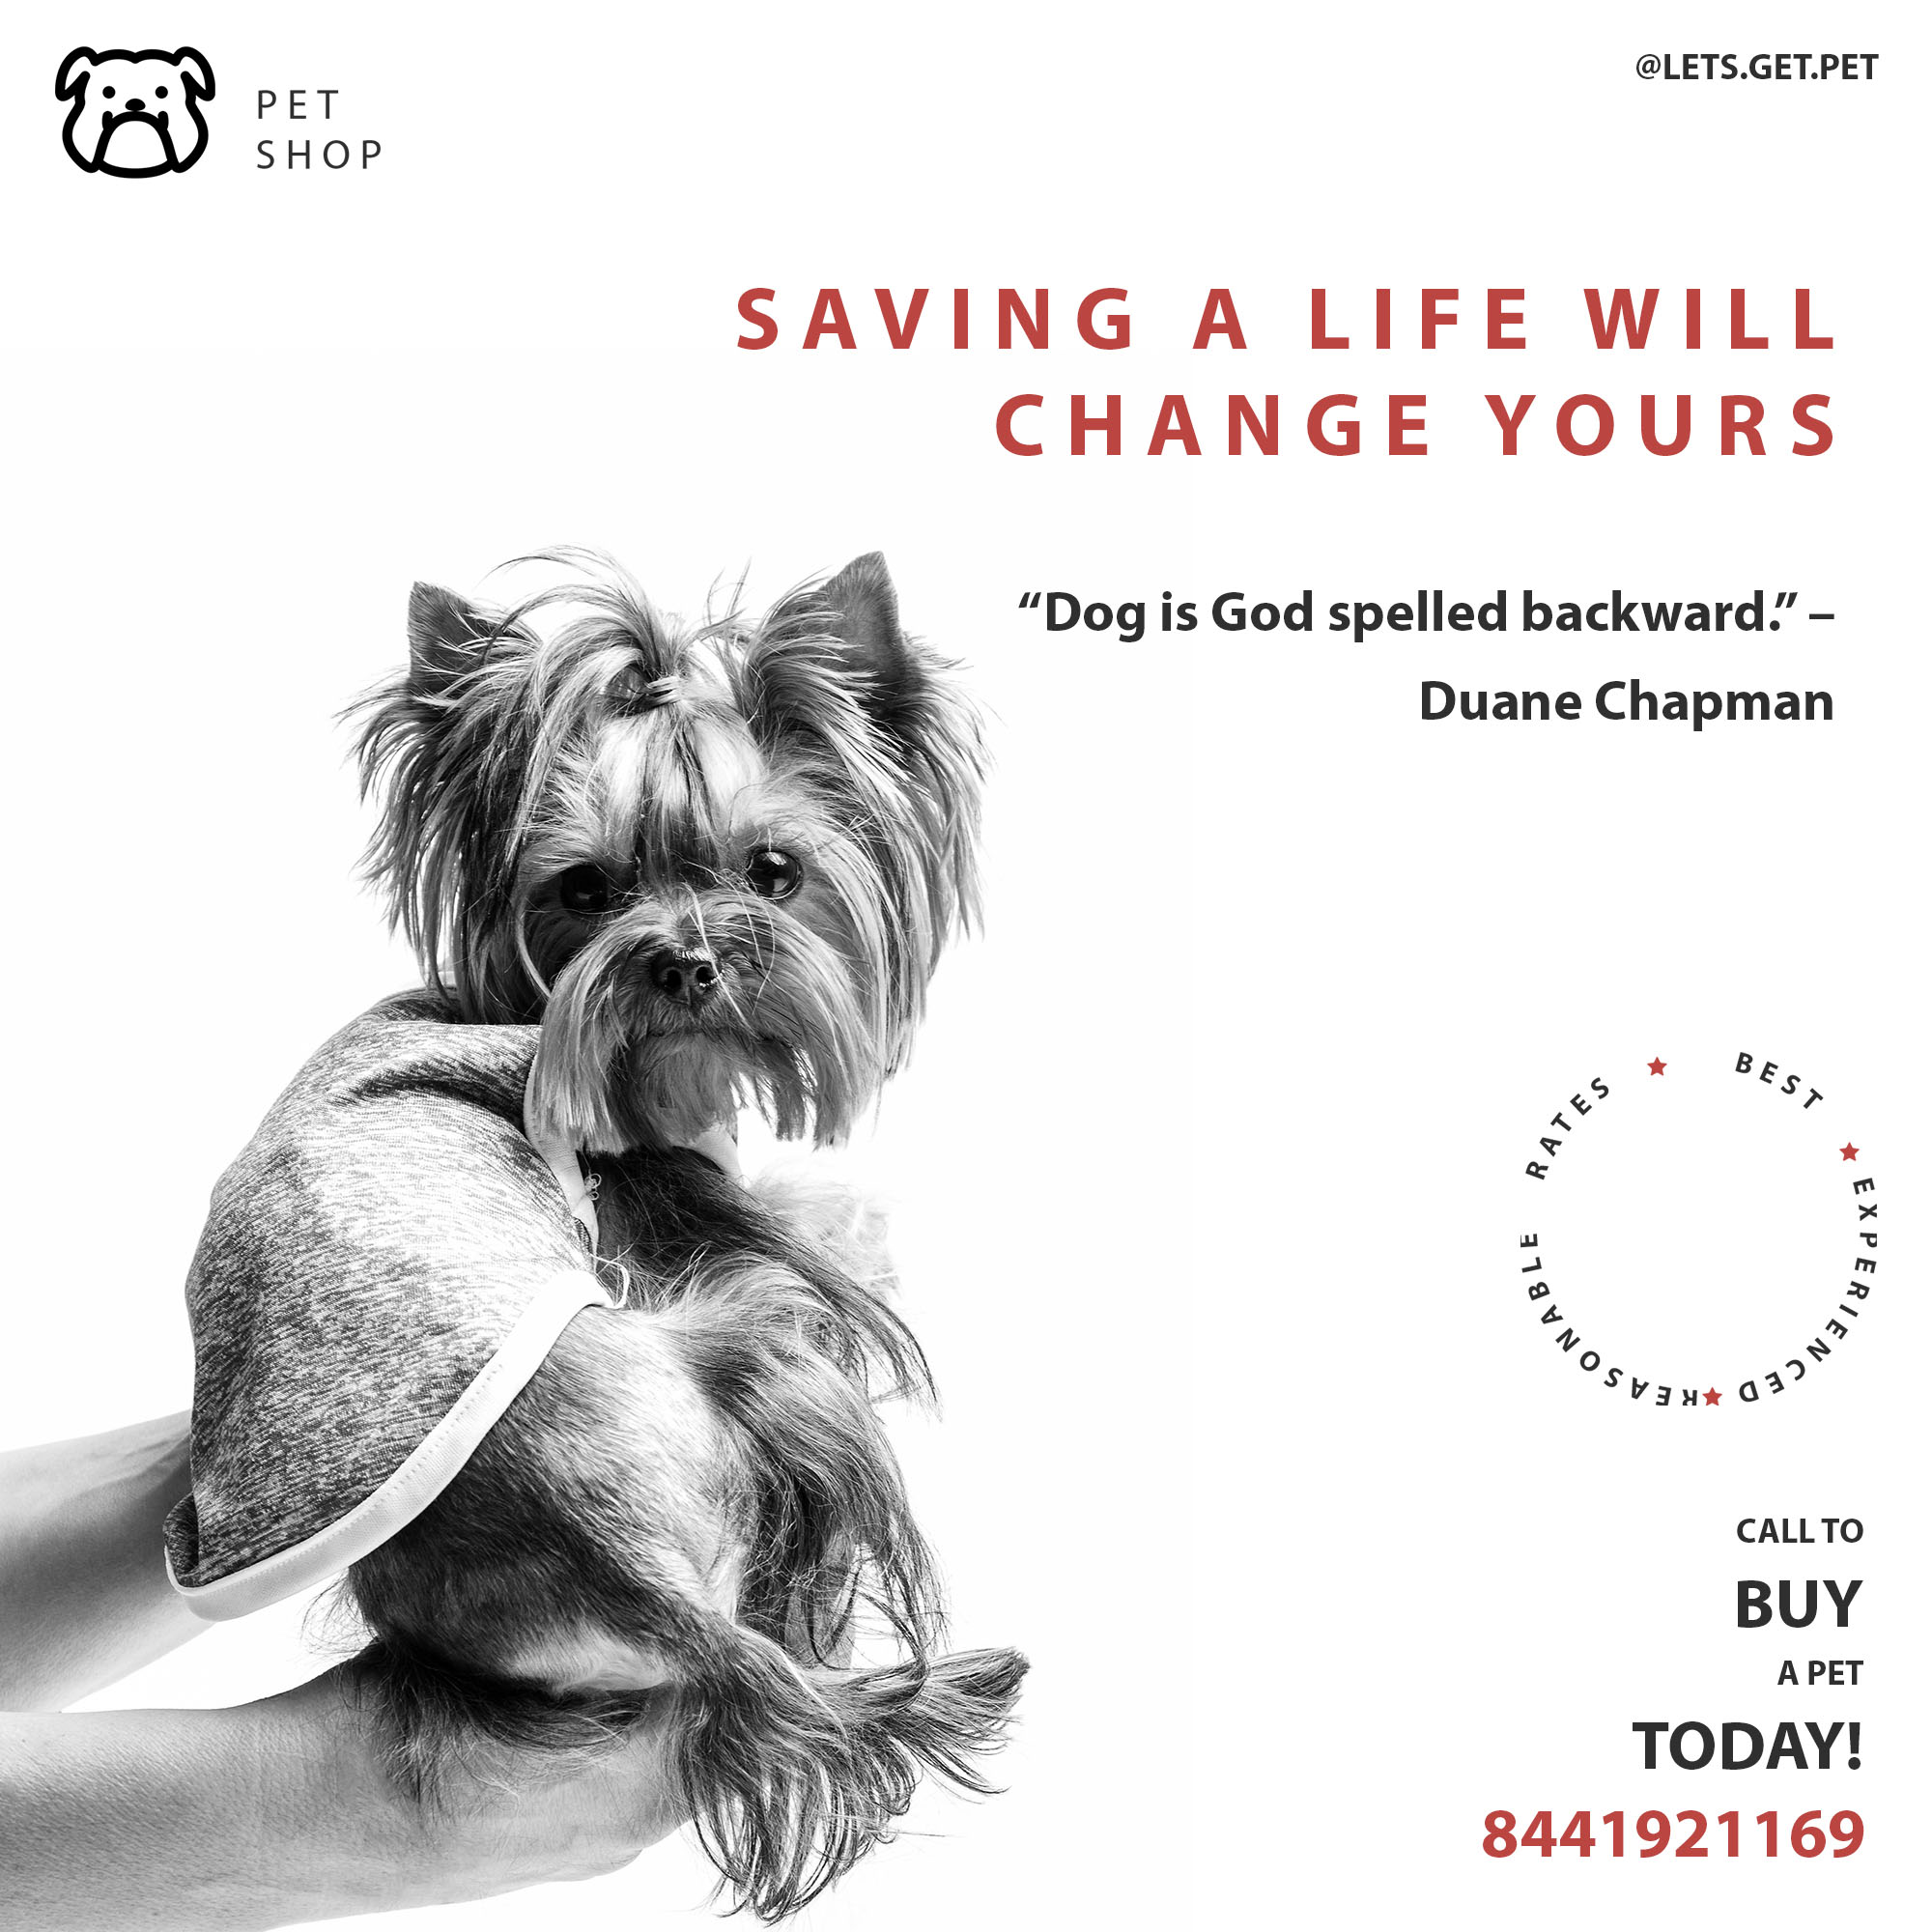 PET
SHOP
@LETS.GET.PET
SAVING A LIFE WILL
CHANGE YOURS
“Dog is God spelled backward.” –
Duane Chapman
BEST
EXPERIENCED
REASONABLE
RATES
CALL TO
BUY
A PET
TODAY!
8441921169